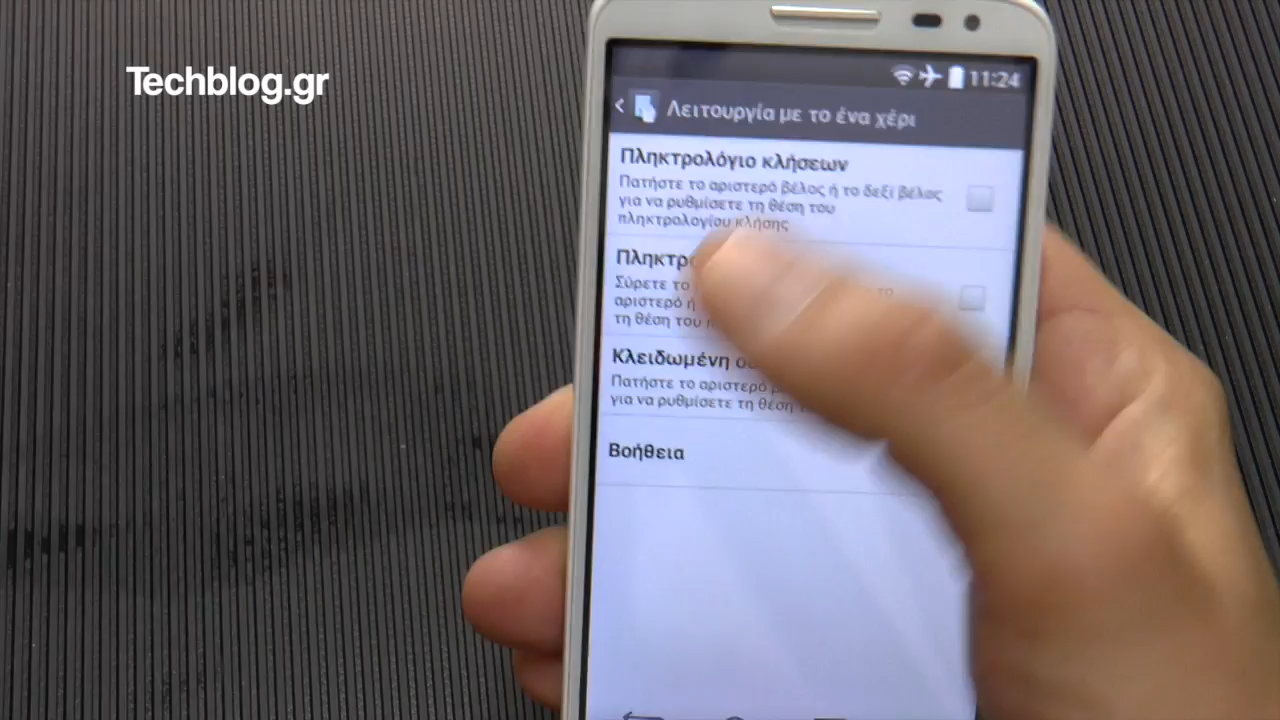 Techblog.gr
11:24
Λειτουργία με το ένα χέρι
Πληκτρολόγιο κλήσεων
Πατήστε το αριστερό βέλος ή το δεξί βέλος
για να ρυθμίσετε τη θέση του
πληκτρολογίου κλήσης
Σύρετε το το
αριστερό ή
τη θέση του
Κλειδωμένη
Πατήστε το αριστερό
για να ρυθμίσετε τη θέση
Βοήθεια